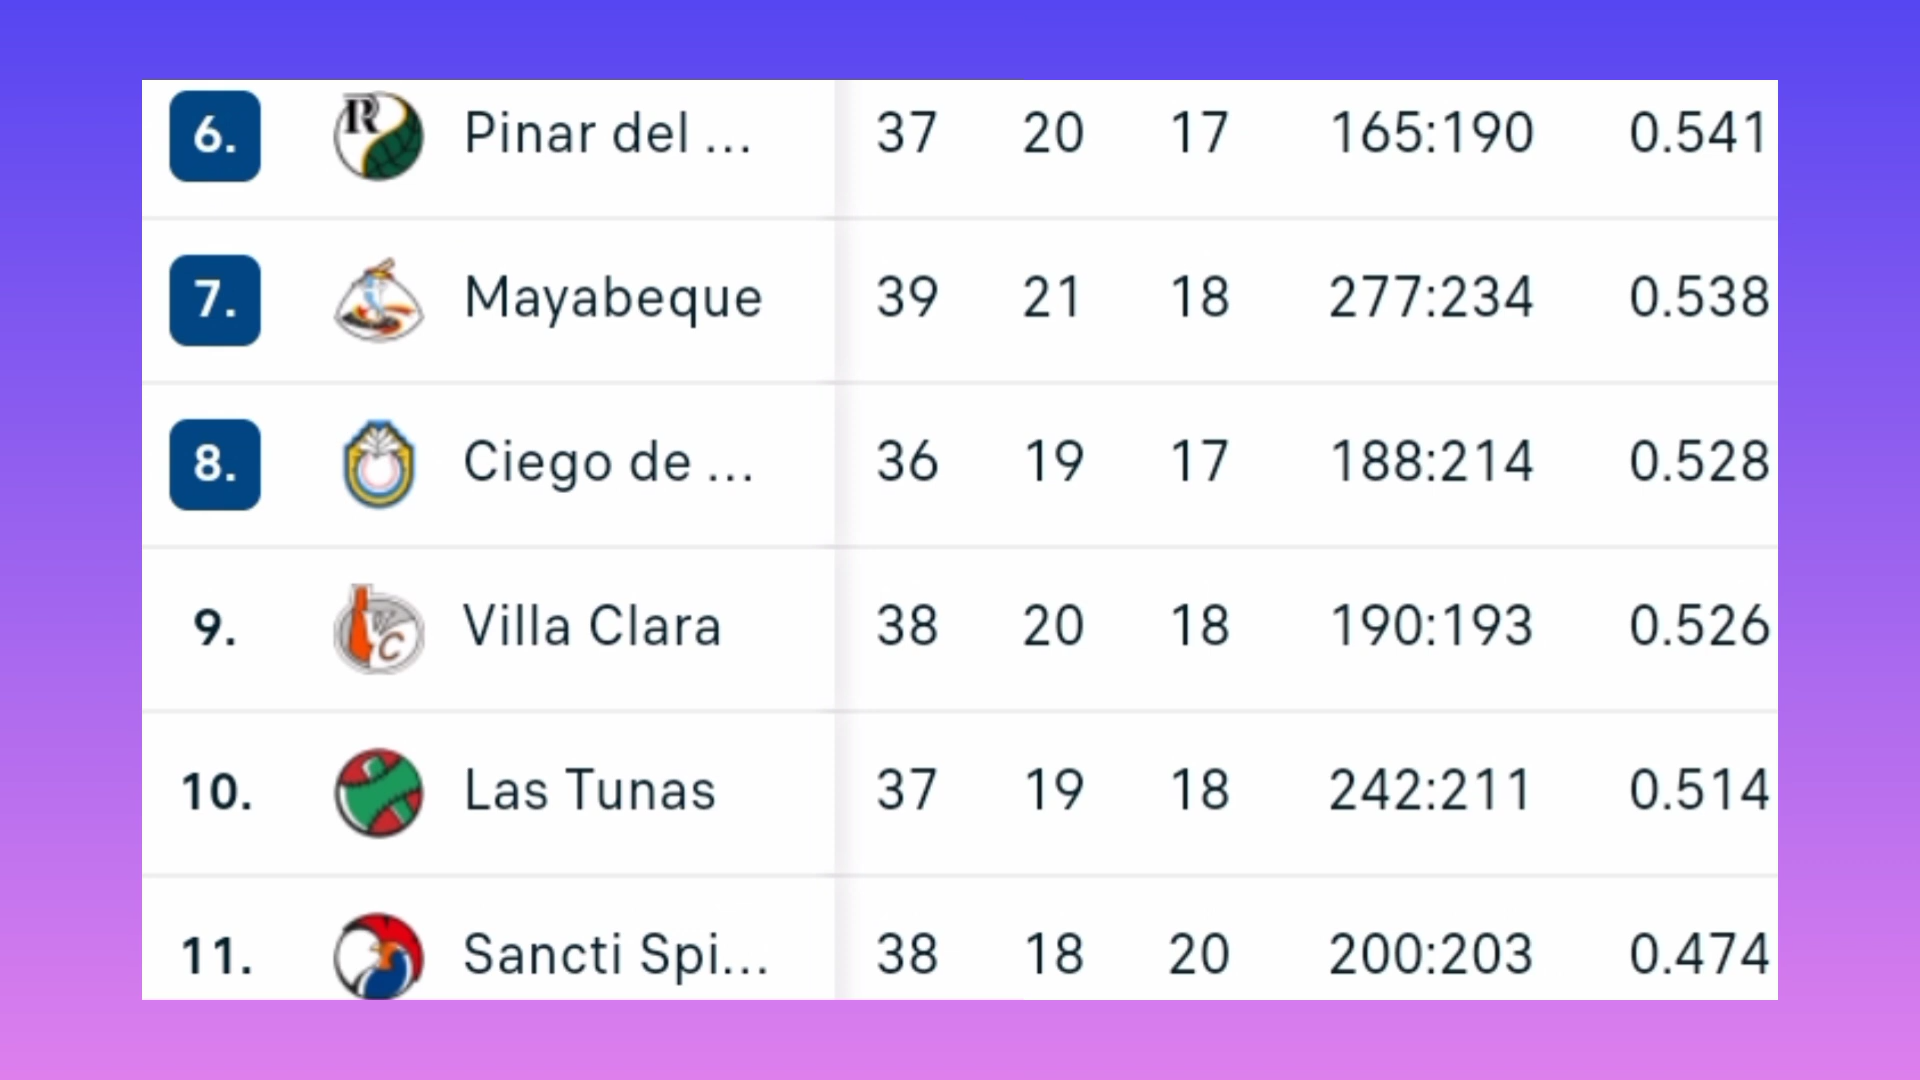 6. R Pinar del ... 37 20 17 165:190 0.541
7. Mayabeque 39 21 18 277:234 0.538
8. Ciego de ... 36 19 17 188:214 0.528
9. VC Villa Clara 38 20 18 190:193 0.526
10. Las Tunas 37 19 18 242:211 0.514
11. Sancti Spi... 38 18 20 200:203 0.474